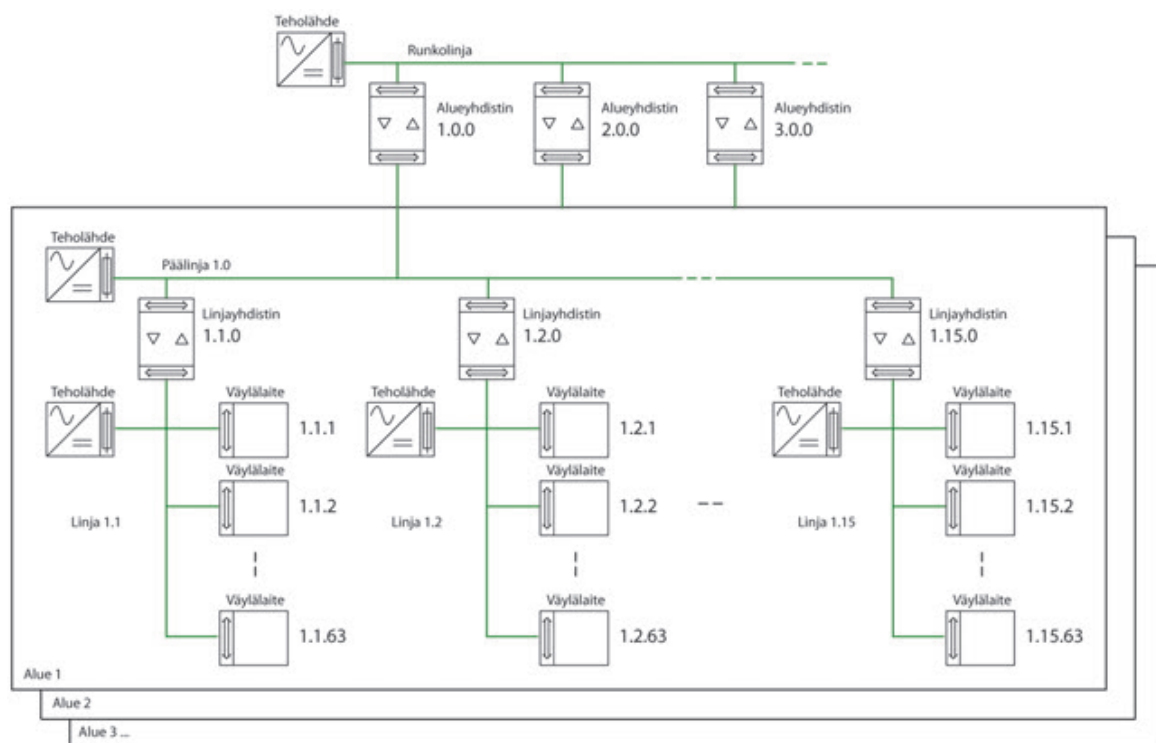 Teholähde
Runkolinja
Alueyhdistin
1.0.0
Alueyhdistin
2.0.0
Alueyhdistin
3.0.0
Teholähde
Päälinja 1.0
Linjayhdistin
1.1.0
Linjayhdistin
1.2.0
Linjayhdistin
1.15.0
Teholähde
Väylälaite
1.1.1
Väylälaite
1.1.2
Linja 1.1
Väylälaite
1.1.63
Teholähde
Väylälaite
1.2.1
Väylälaite
1.2.2
Linja 1.2
Väylälaite
1.2.63
Teholähde
Väylälaite
1.15.1
Väylälaite
1.15.2
Linja 1.15
Väylälaite
1.15.63
Alue 1
Alue 2
Alue 3 ...